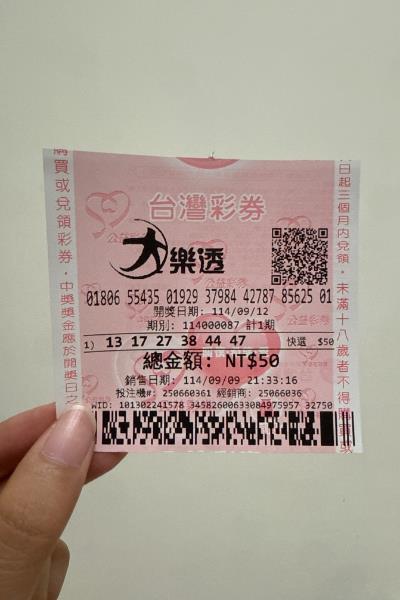 台灣彩券
大樂透
01806 55435 01929 37984 42787 85625 01
開獎日期: 114/09/12
期別: 114000087 計1期
1) 13 17 27 38 44 47 快選 $50
總金額: NT$50
銷售日期: 114/09/09 21:33:16
投注機#: 250660361 經銷商: 25066036
WID: 101302241578 34582600633084975957 32750
購買或兌領彩券。中獎獎金應於開獎日之
日起三個月內兌領。未滿十八歲者不得購買或